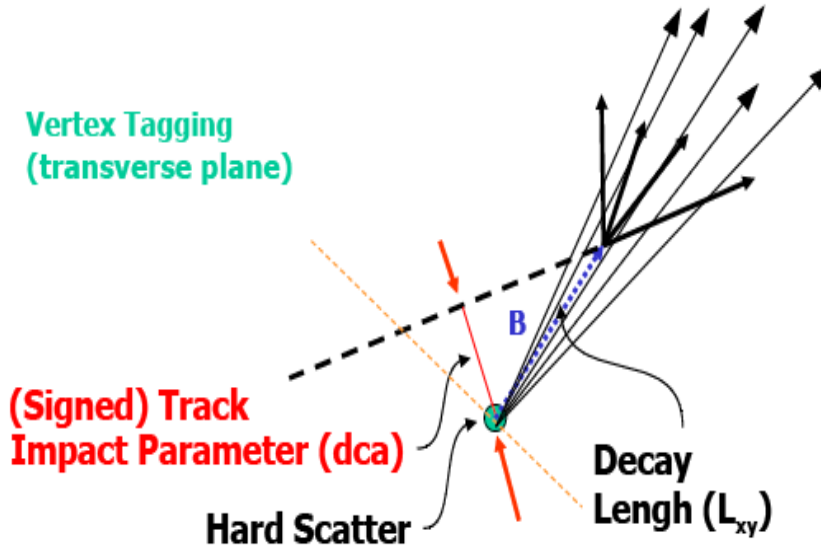 Vertex Tagging
(transverse plane)
B
(Signed) Track
Impact Parameter (dca)
Hard Scatter
Decay
Lengh (Lxy)